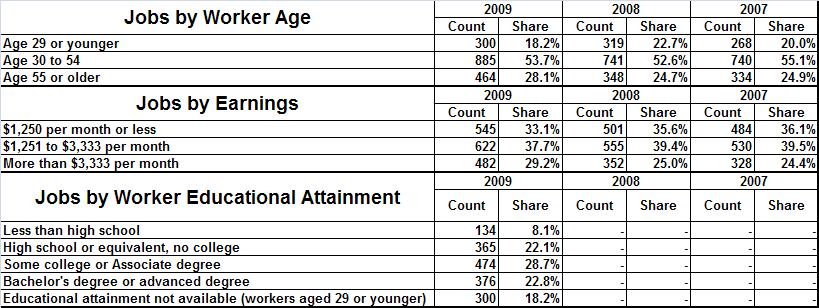 Jobs by Worker Age 2009 2008 2007
Count Share Count Share Count Share
Age 29 or younger 300 18.2% 319 22.7% 268 20.0%
Age 30 to 54 885 53.7% 741 52.6% 740 55.1%
Age 55 or older 464 28.1% 348 24.7% 334 24.9%
Jobs by Earnings 2009 2008 2007
Count Share Count Share Count Share
$1,250 per month or less 545 33.1% 501 35.6% 484 36.1%
$1,251 to $3,333 per month 622 37.7% 555 39.4% 530 39.5%
More than $3,333 per month 482 29.2% 352 25.0% 328 24.4%
Jobs by Worker Educational Attainment 2009 2008 2007
Count Share Count Share Count Share
Less than high school 134 8.1% - - - -
High school or equivalent, no college 365 22.1% - - - -
Some college or Associate degree 474 28.7% - - - -
Bachelor's degree or advanced degree 376 22.8% - - - -
Educational attainment not available (workers aged 29 or younger) 300 18.2% - - - -